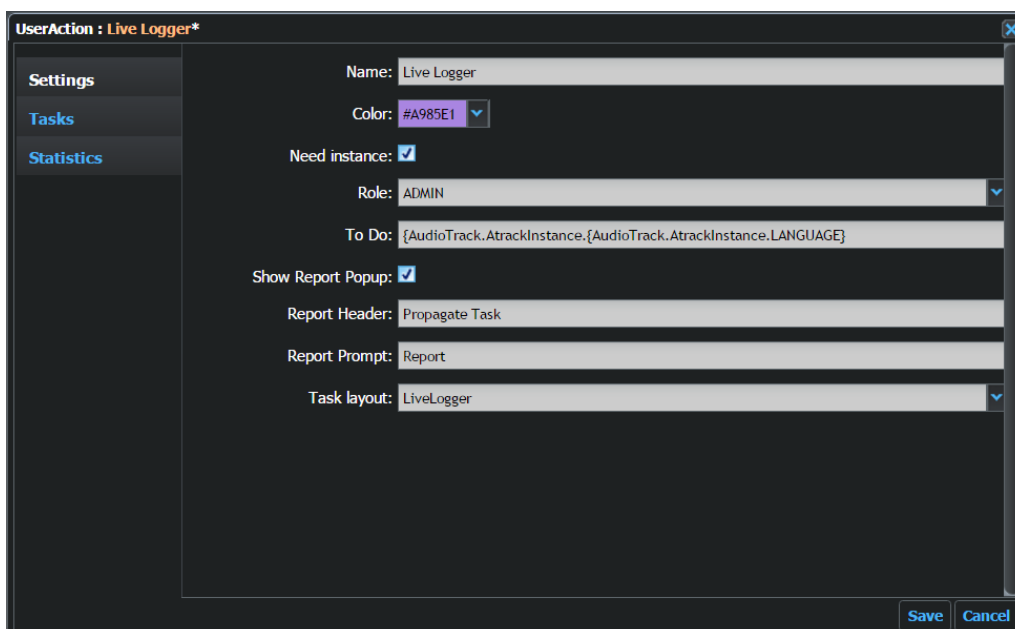 UserAction : Live Logger*
Settings
Tasks
Statistics
Name: Live Logger
Color: #A985E1
Need instance:
Role: ADMIN
To Do: {AudioTrack.AtrackInstance.{AudioTrack.AtrackInstance.LANGUAGE}
Show Report Popup:
Report Header: Propagate Task
Report Prompt: Report
Task layout: LiveLogger
Save Cancel